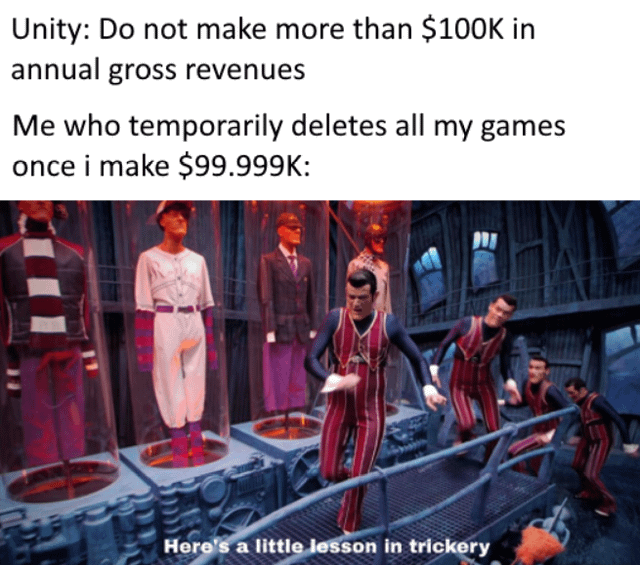 Unity: Do not make more than $100K in
annual gross revenues
Me who temporarily deletes all my games
once i make $99.999K:
Here's a little lesson in trickery